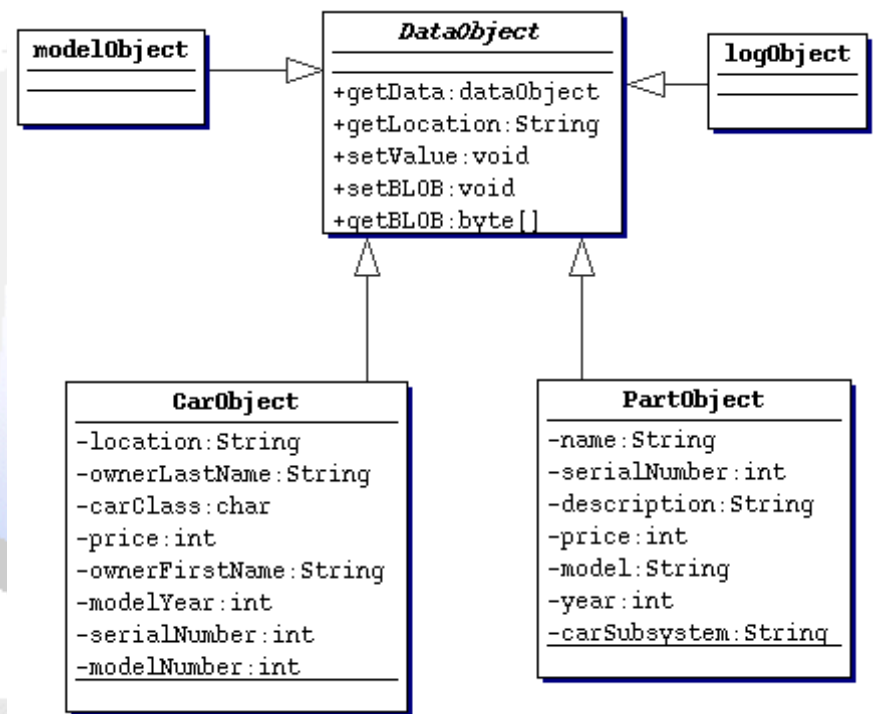 modelObject
DataObject
+getData:dataObject
+getLocation:String
+setValue:void
+setBLOB:void
+getBLOB:byte[]
logObject
CarObject
-location:String
-ownerLastName:String
-carClass:char
-price:int
-ownerFirstName:String
-modelYear:int
-serialNumber:int
-modelNumber:int
PartObject
-name:String
-serialNumber:int
-description:String
-price:int
-model:String
-year:int
-carSubsystem:String